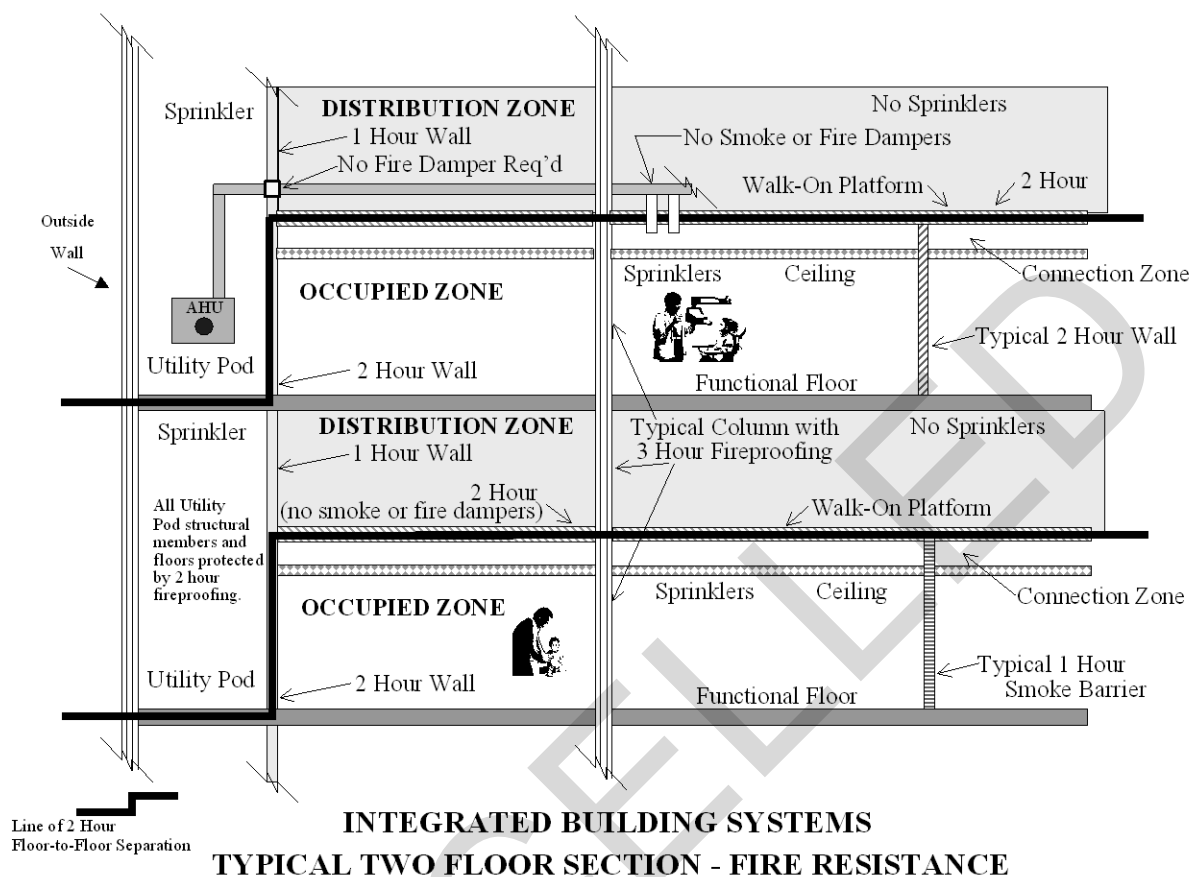 Sprinkler
DISTRIBUTION ZONE
No Sprinklers
1 Hour Wall
No Smoke or Fire Dampers
No Fire Damper Req'd
Walk-On Platform
2 Hour
Outside
Wall
Sprinklers
Ceiling
Connection Zone
OCCUPIED ZONE
AHU
Typical 2 Hour Wall
Utility Pod
2 Hour Wall
Functional Floor
Sprinkler
DISTRIBUTION ZONE
Typical Column with
3 Hour Fireproofing
No Sprinklers
1 Hour Wall
2 Hour
(no smoke or fire dampers)
Walk-On Platform
All Utility
Pod structural
members and
floors protected
by 2 hour
fireproofing.
Sprinklers
Ceiling
Connection Zone
OCCUPIED ZONE
Typical 1 Hour
Smoke Barrier
Utility Pod
2 Hour Wall
Functional Floor
Line of 2 Hour
Floor-to-Floor Separation
INTEGRATED BUILDING SYSTEMS
TYPICAL TWO FLOOR SECTION - FIRE RESISTANCE
CELLED